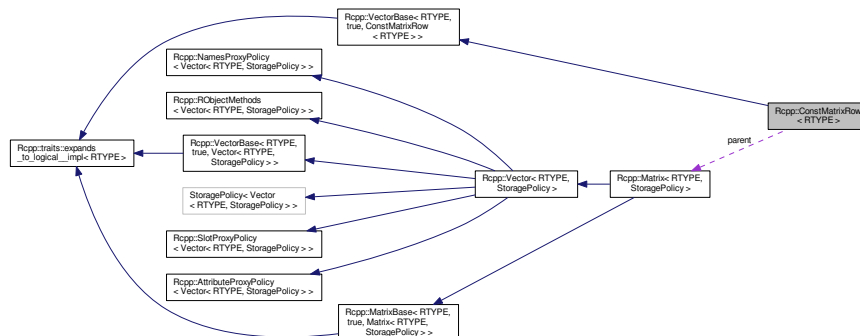 Rcpp::VectorBase< RTYPE,
true, ConstMatrixRow
< RTYPE > >
Rcpp::NamesProxyPolicy
< Vector< RTYPE, StoragePolicy > >
Rcpp::RObjectMethods
< Vector< RTYPE, StoragePolicy > >
Rcpp::ConstMatrixRow
< RTYPE >
parent
Rcpp::traits::expands
_to_logical__impl< RTYPE >
Rcpp::VectorBase< RTYPE,
true, Vector< RTYPE,
StoragePolicy > >
Rcpp::Vector< RTYPE,
StoragePolicy >
Rcpp::Matrix< RTYPE,
StoragePolicy >
StoragePolicy< Vector
< RTYPE, StoragePolicy > >
Rcpp::SlotProxyPolicy
< Vector< RTYPE, StoragePolicy > >
Rcpp::AttributeProxyPolicy
< Vector< RTYPE, StoragePolicy > >
Rcpp::MatrixBase< RTYPE,
true, Matrix< RTYPE,
StoragePolicy > >